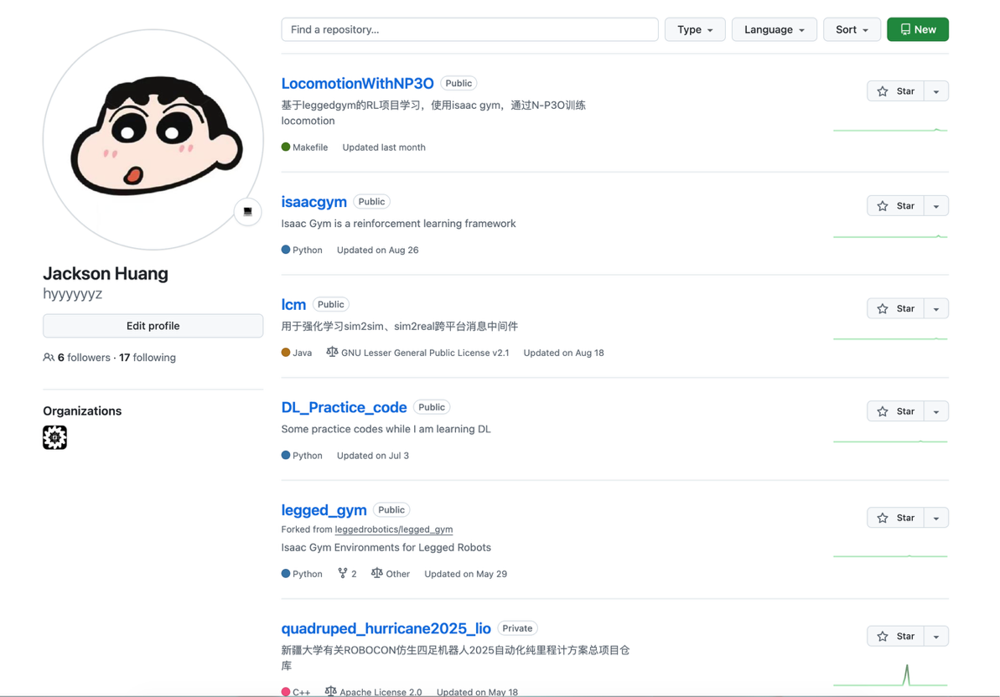 Find a repository...
Type
Language
Sort
New
LocomotionWithNP3O Public
Star
基于leggedgym的RL项目学习，使用isaac gym，通过N-P3O训练
locomotion
Makefile Updated last month
isaacgym Public
Star
Isaac Gym is a reinforcement learning framework
Python Updated on Aug 26
Jackson Huang
hyyyyyyz
Edit profile
6 followers · 17 following
Organizations
lcm Public
Star
用于强化学习sim2sim、sim2real跨平台消息中间件
Java GNU Lesser General Public License v2.1 Updated on Aug 18
DL_Practice_code Public
Star
Some practice codes while I am learning DL
Python Updated on Jul 3
legged_gym Public
Star
Forked from leggedrobotics/legged_gym
Isaac Gym Environments for Legged Robots
Python 2 Other Updated on May 29
quadruped_hurricane2025_lio Private
Star
新疆大学有关ROBOCON仿生四足机器人2025自动化纯里程计方案总项目仓
库
C++ Apache License 2.0 Updated on May 18